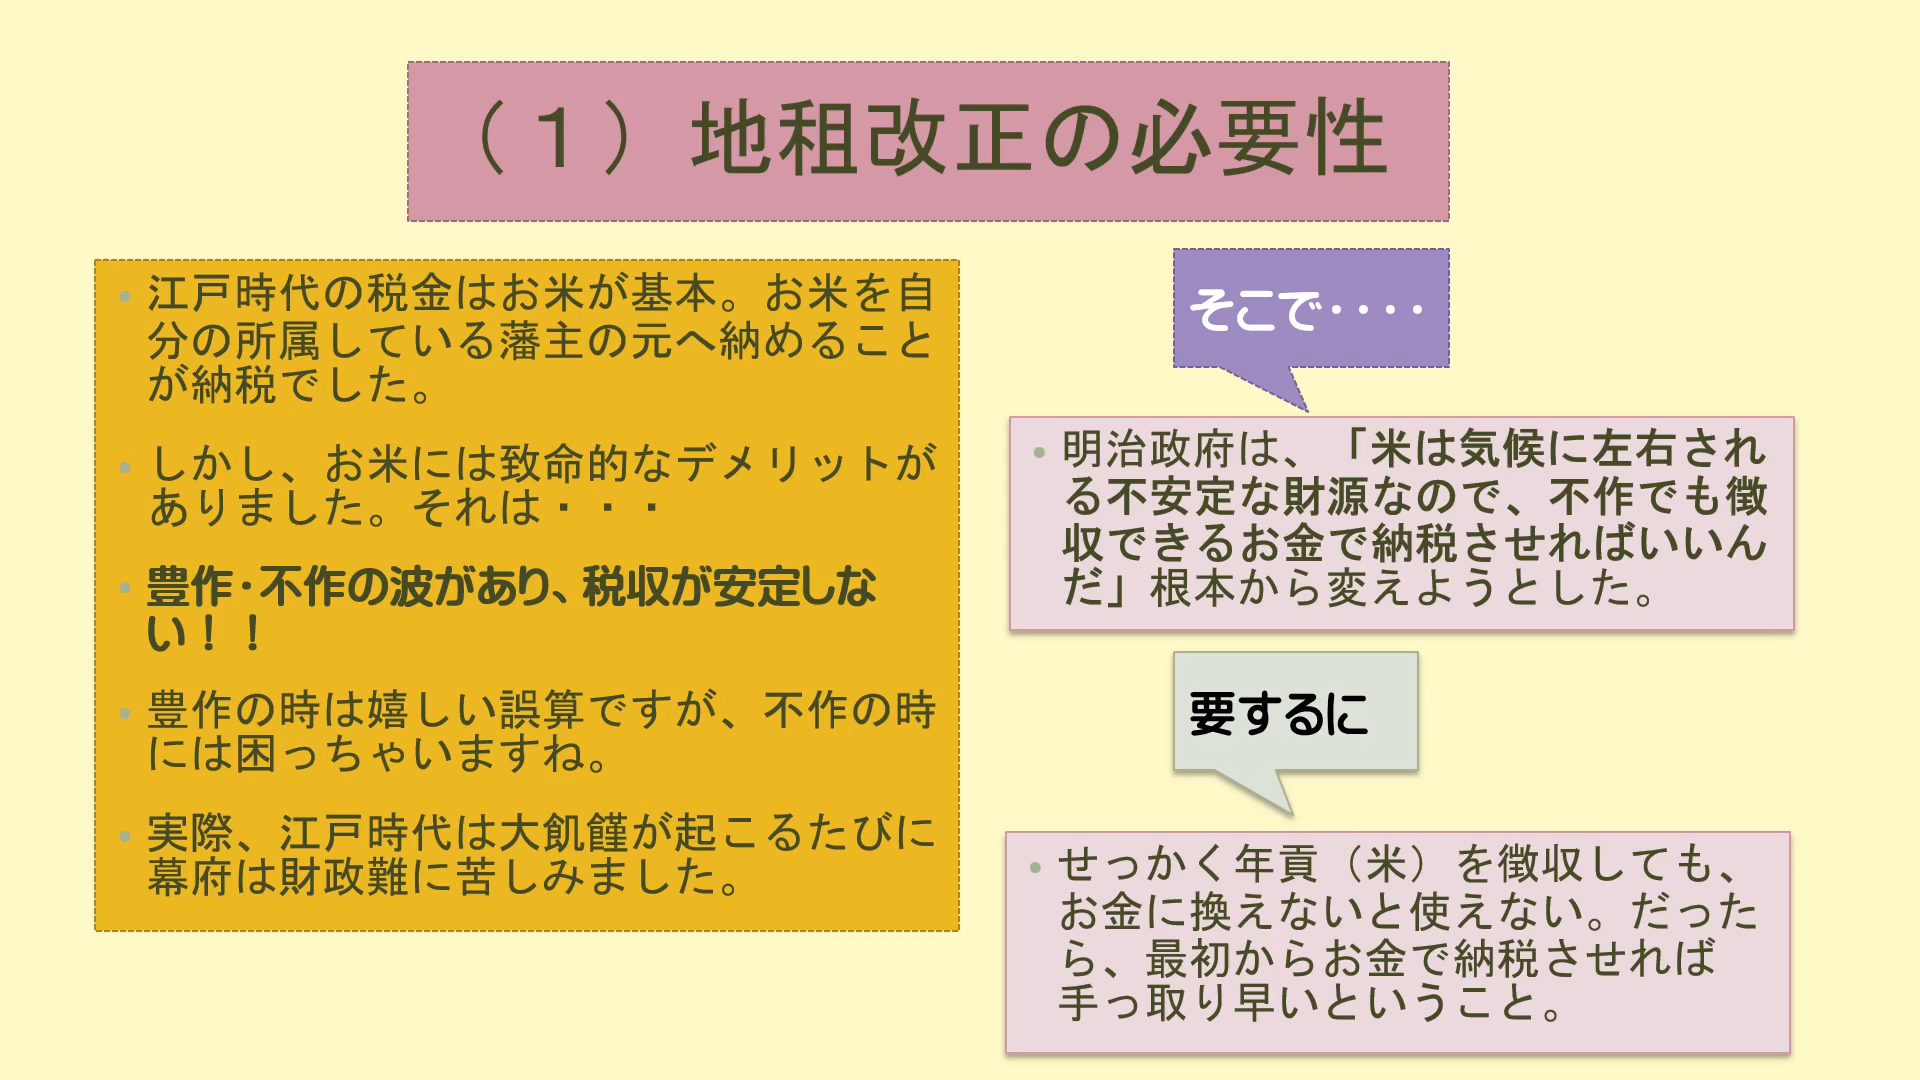 （１）地租改正の必要性
• 江戸時代の税金はお米が基本。お米を自
分の所属している藩主の元へ納めること
が納税でした。
• しかし、お米には致命的なデメリットが
ありました。それは・・・
• 豊作・不作の波があり、税収が安定しな
い！！
• 豊作の時は嬉しい誤算ですが、不作の時
には困っちゃいますね。
• 実際、江戸時代は大飢饉が起こるたびに
幕府は財政難に苦しみました。
そこで・・・・
• 明治政府は、「米は気候に左右され
る不安定な財源なので、不作でも徴
収できるお金で納税させればいいん
だ」根本から変えようとした。
要するに
• せっかく年貢（米）を徴収しても、
お金に換えないと使えない。だった
ら、最初からお金で納税させれば
手っ取り早いということ。